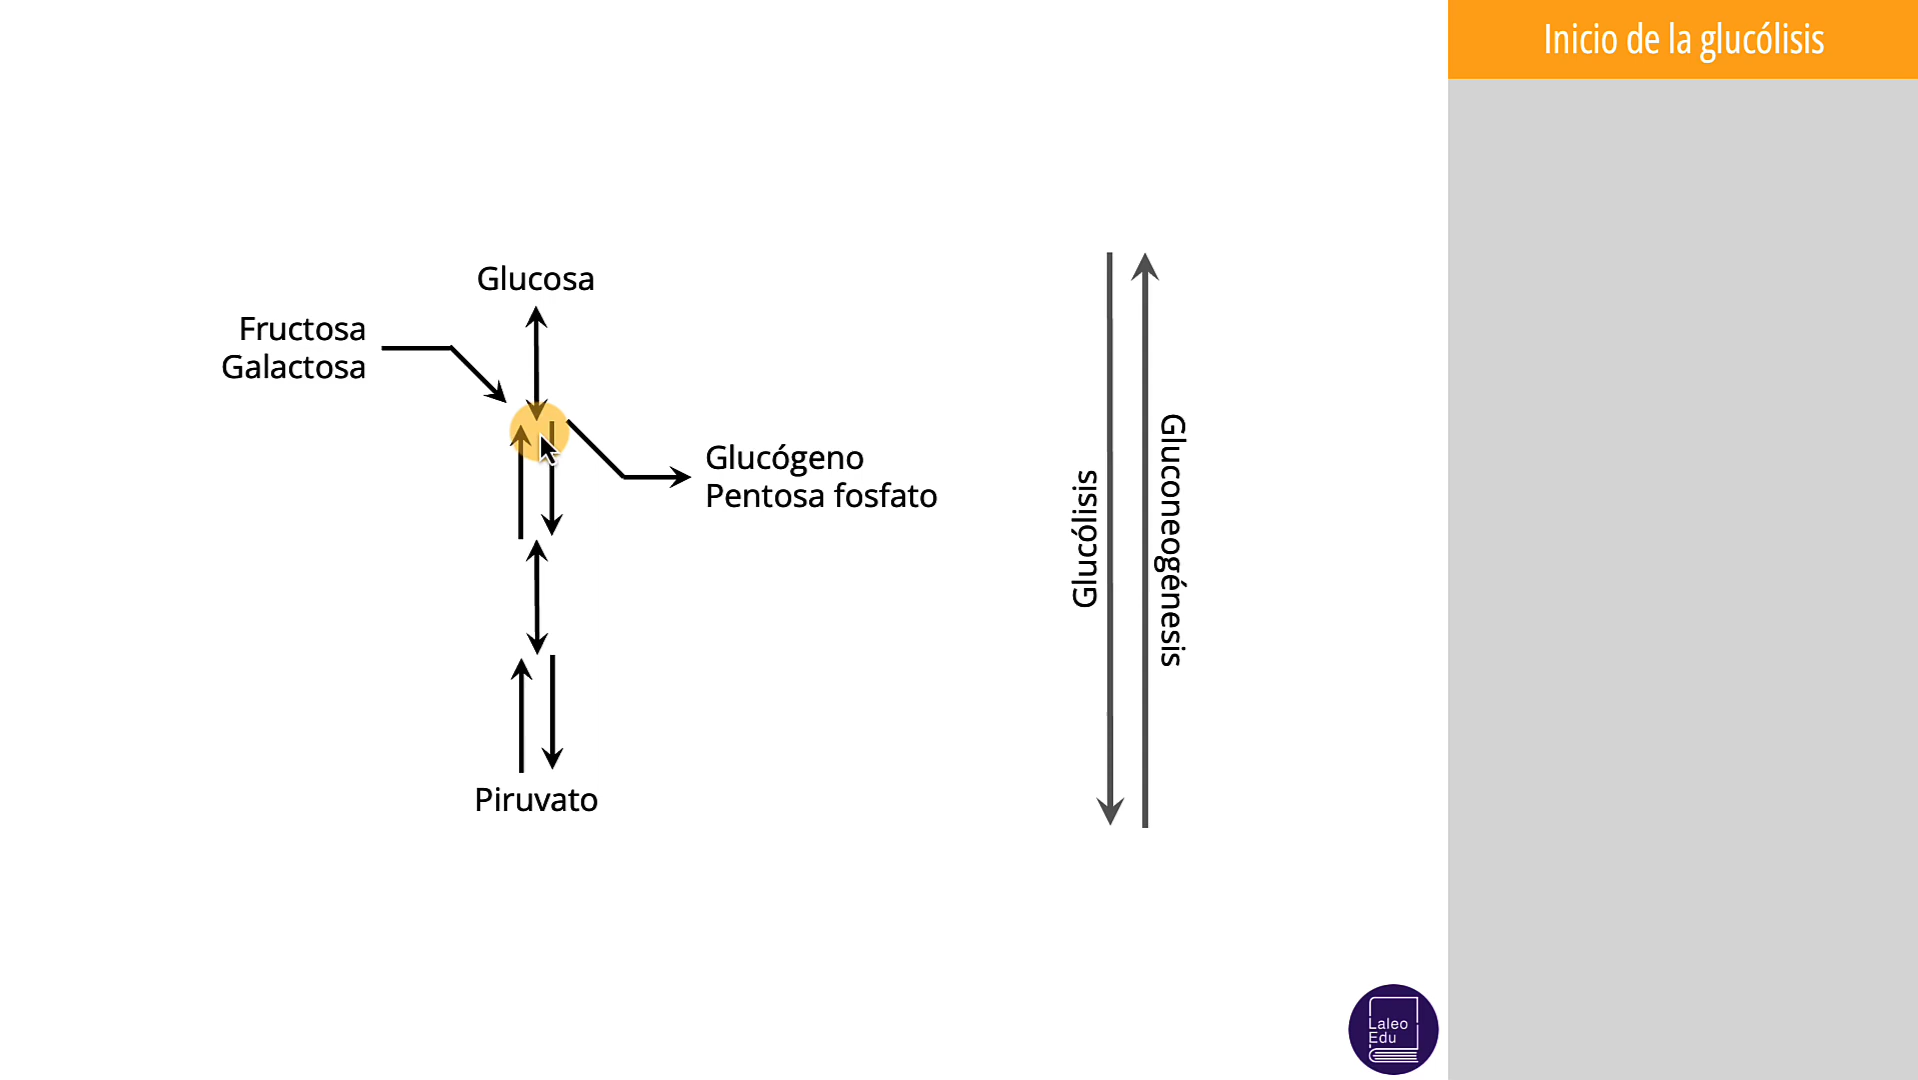 Inicio de la glucólisis
Glucosa
Fructosa
Galactosa
Glucógeno
Pentosa fosfato
Piruvato
Glucólisis
Gluconeogénesis
Laleo
Edu